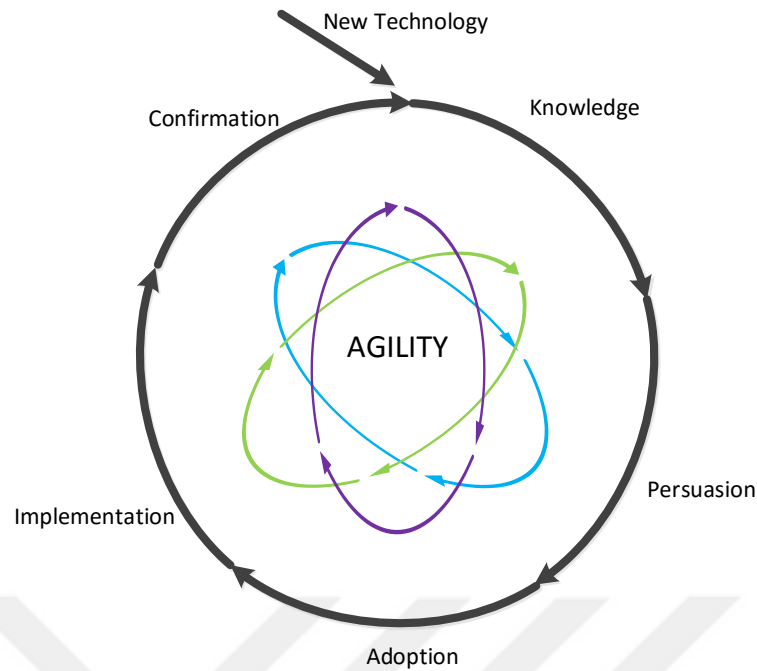 New Technology
Knowledge
Confirmation
AGILITY
Persuasion
Implementation
Adoption